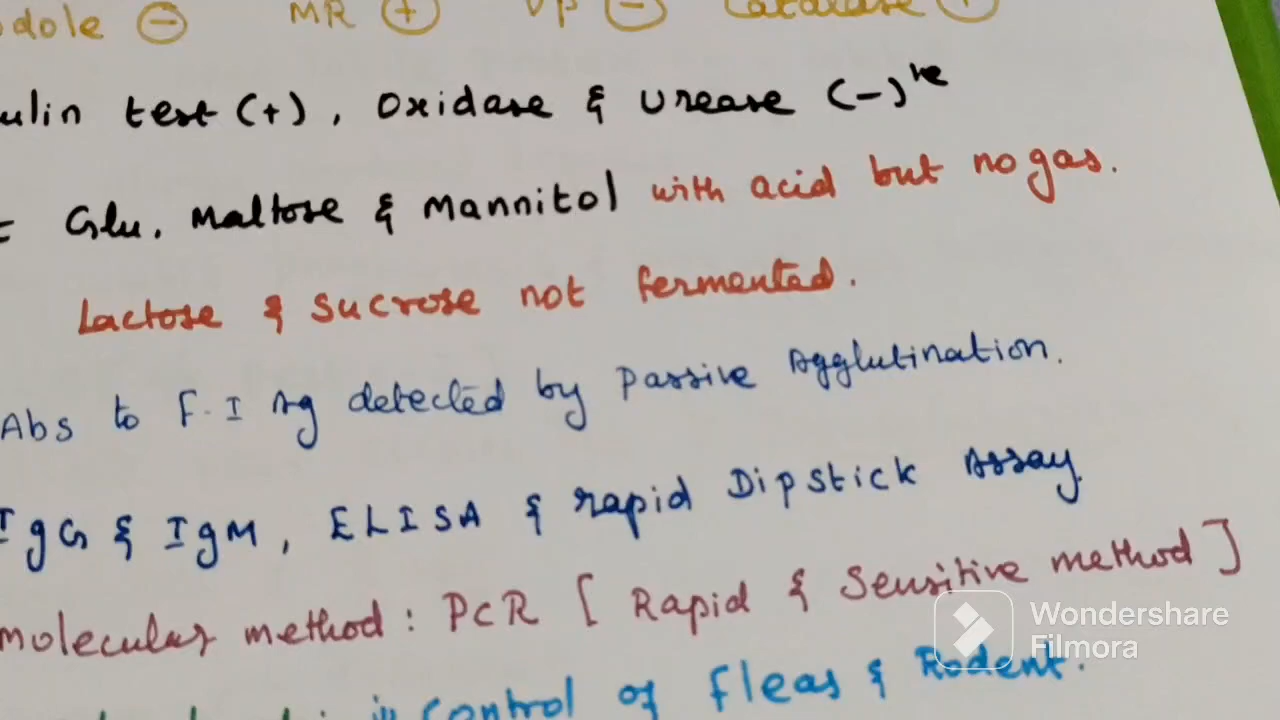 dole (-) MR (+) VP (-) Catalase (+)
ulin test (+), Oxidase & Urease (-)ve
= Glu, Maltose & Mannitol with acid but no gas.
Lactose & Sucrose not fermented.
Abs to F.I Ag detected by Passive Agglutination.
IgG & IgM, ELISA & rapid Dipstick Assay
molecular method : PCR [ Rapid & Sensitive method ]
control of Fleas & Rodent.
Wondershare
Filmora